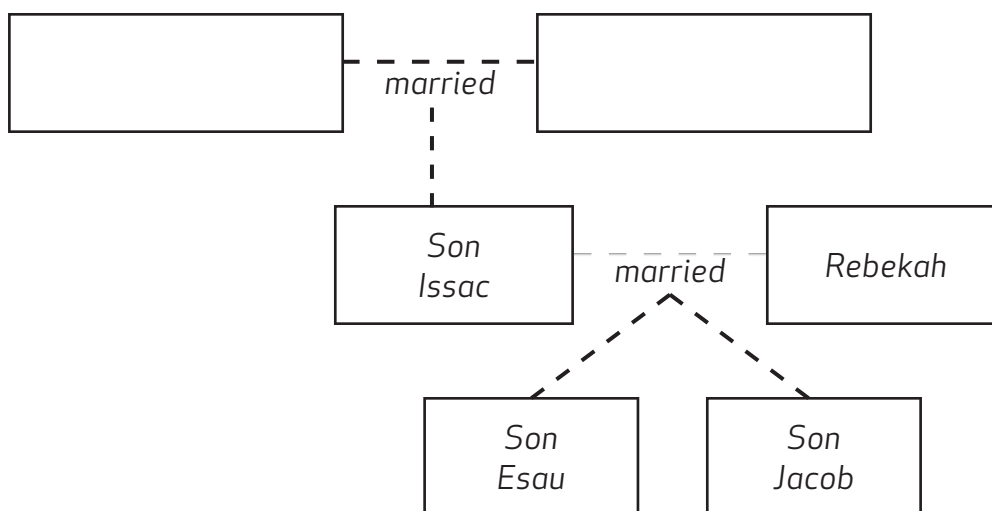 married
Son
Issac
married
Rebekah
Son
Esau
Son
Jacob